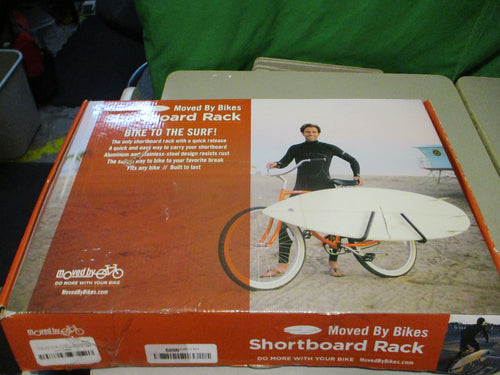 Moved By Bikes
Shortboard Rack
BIKE TO THE SURF!
The only shortboard rack with a quick release
A quick and easy way to carry your shortboard
Aluminum and stainless-steel design resists rust
The way to bike to your favorite break
Fits any bike // Built to last
moved by
DO MORE WITH YOUR BIKE
MovedByBikes.com
moved by
Moved By Bikes
Shortboard Rack
DO MORE WITH YOUR BIKE MovedByBikes.com